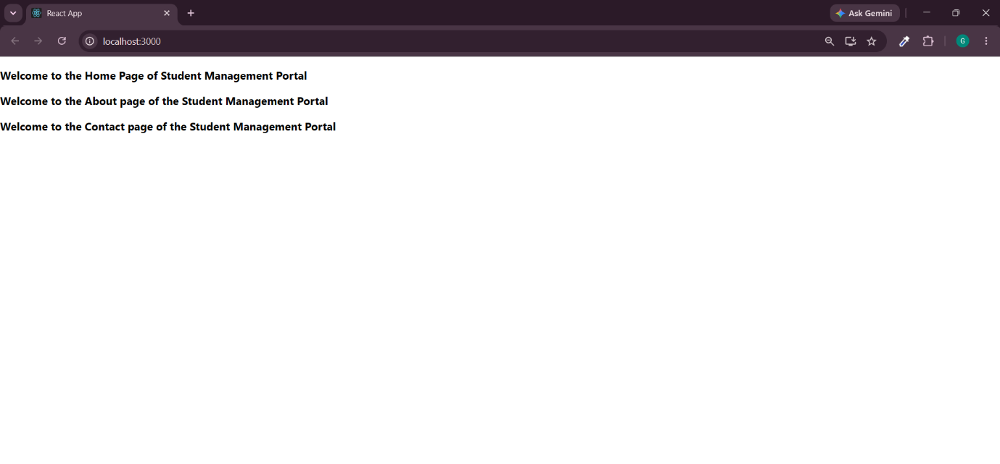 React App
Ask Gemini
localhost:3000
G
Welcome to the Home Page of Student Management Portal
Welcome to the About page of the Student Management Portal
Welcome to the Contact page of the Student Management Portal